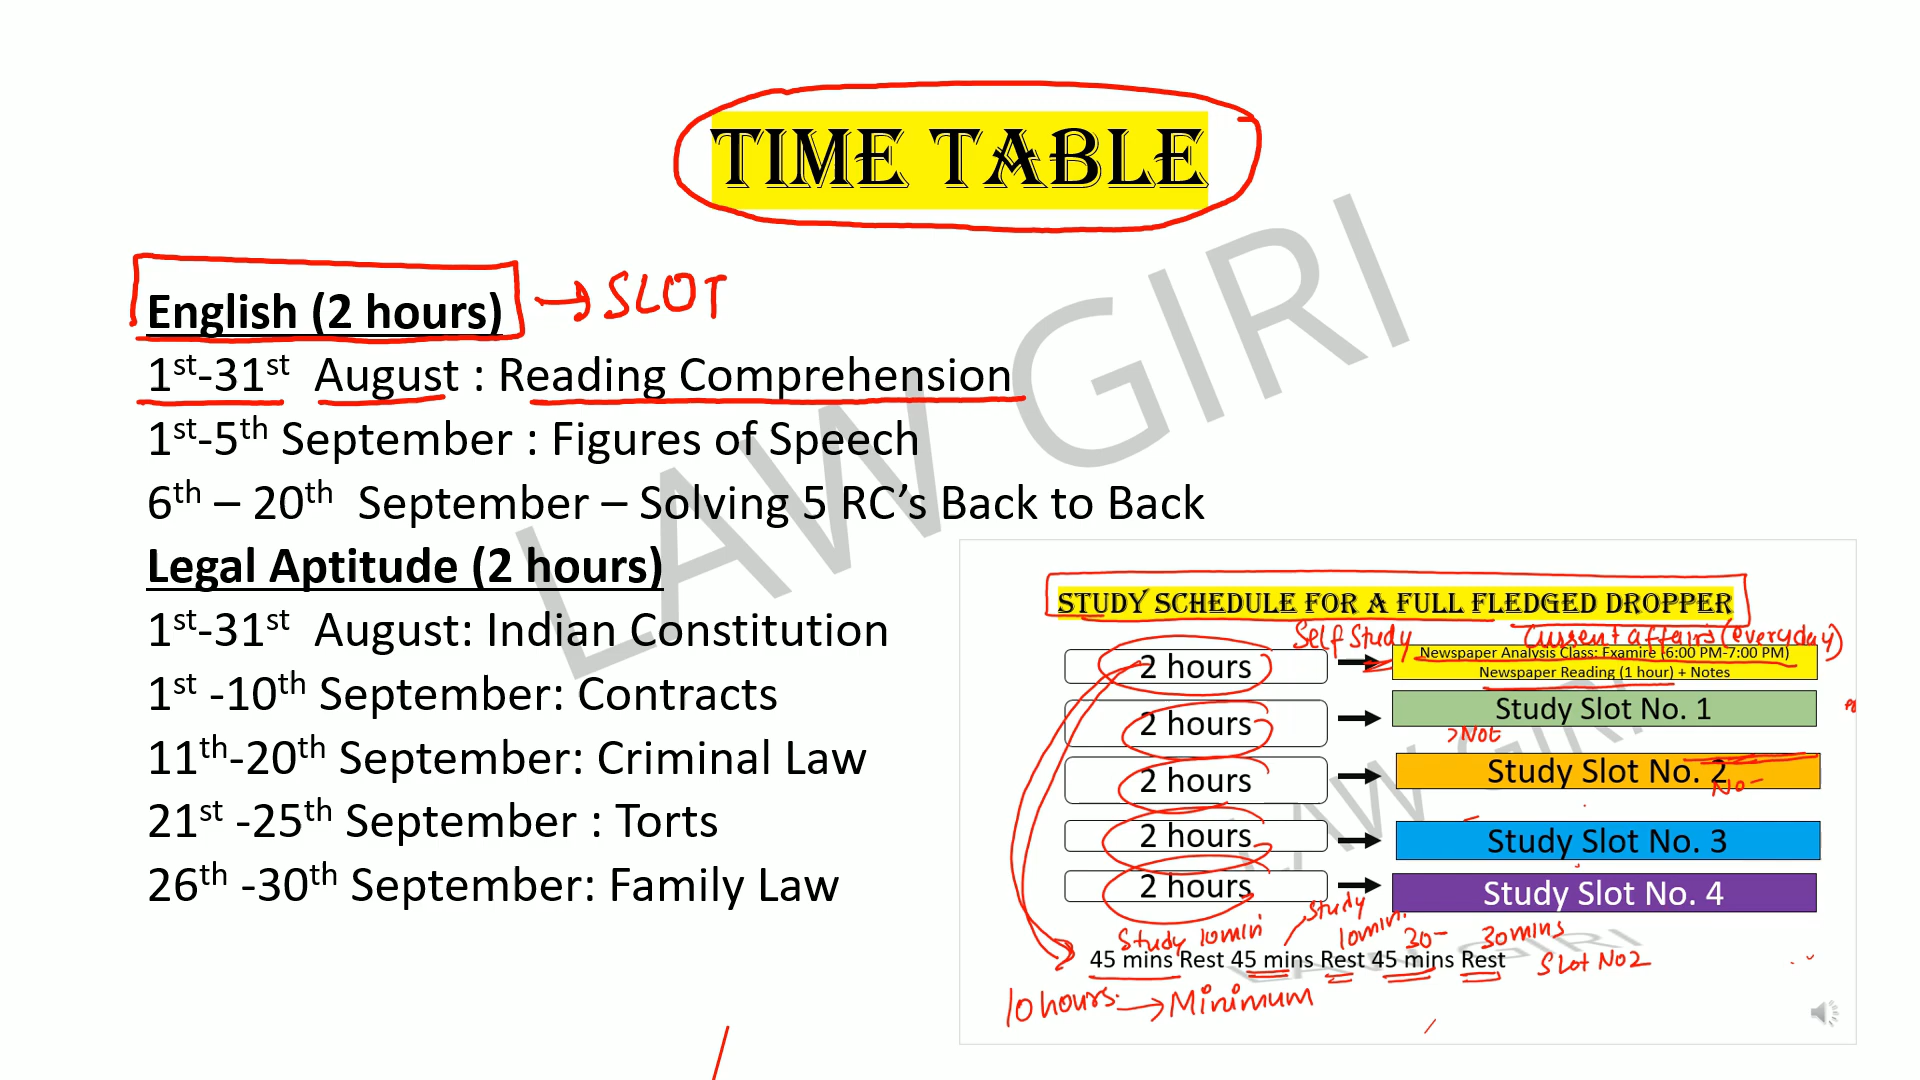 TIME TABLE
English (2 hours) → SLOT
1st-31st August : Reading Comprehension
1st-5th September : Figures of Speech
6th – 20th September – Solving 5 RC’s Back to Back
Legal Aptitude (2 hours)
1st-31st August: Indian Constitution
1st -10th September: Contracts
11th-20th September: Criminal Law
21st -25th September : Torts
26th -30th September: Family Law
LAW GIRI
STUDY SCHEDULE FOR A FULL FLEDGED DROPPER
Self Study Current affairs (everyday)
2 hours Newspaper Analysis Class: Examire (6:00 PM-7:00 PM)
Newspaper Reading (1 hour) + Notes
2 hours Study Slot No. 1
Not
2 hours Study Slot No. 2
No
2 hours Study Slot No. 3
2 hours Study Slot No. 4
Study 10min Study 10min. 30- 30mins
45 mins Rest 45 mins Rest 45 mins Rest Slot No2
10 hours. → Minimum
LAW GIRI